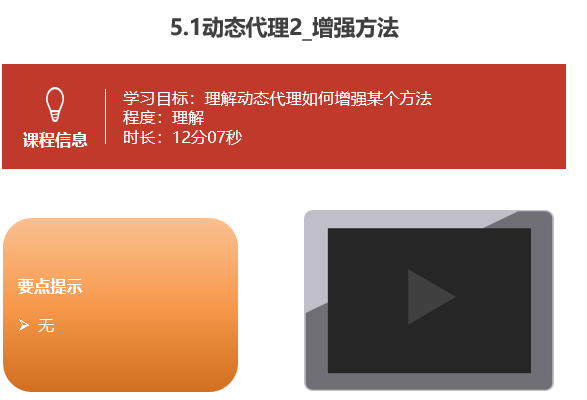 5.1动态代理2_增强方法
课程信息
学习目标：理解动态代理如何增强某个方法
程度：理解
时长：12分07秒
要点提示
无